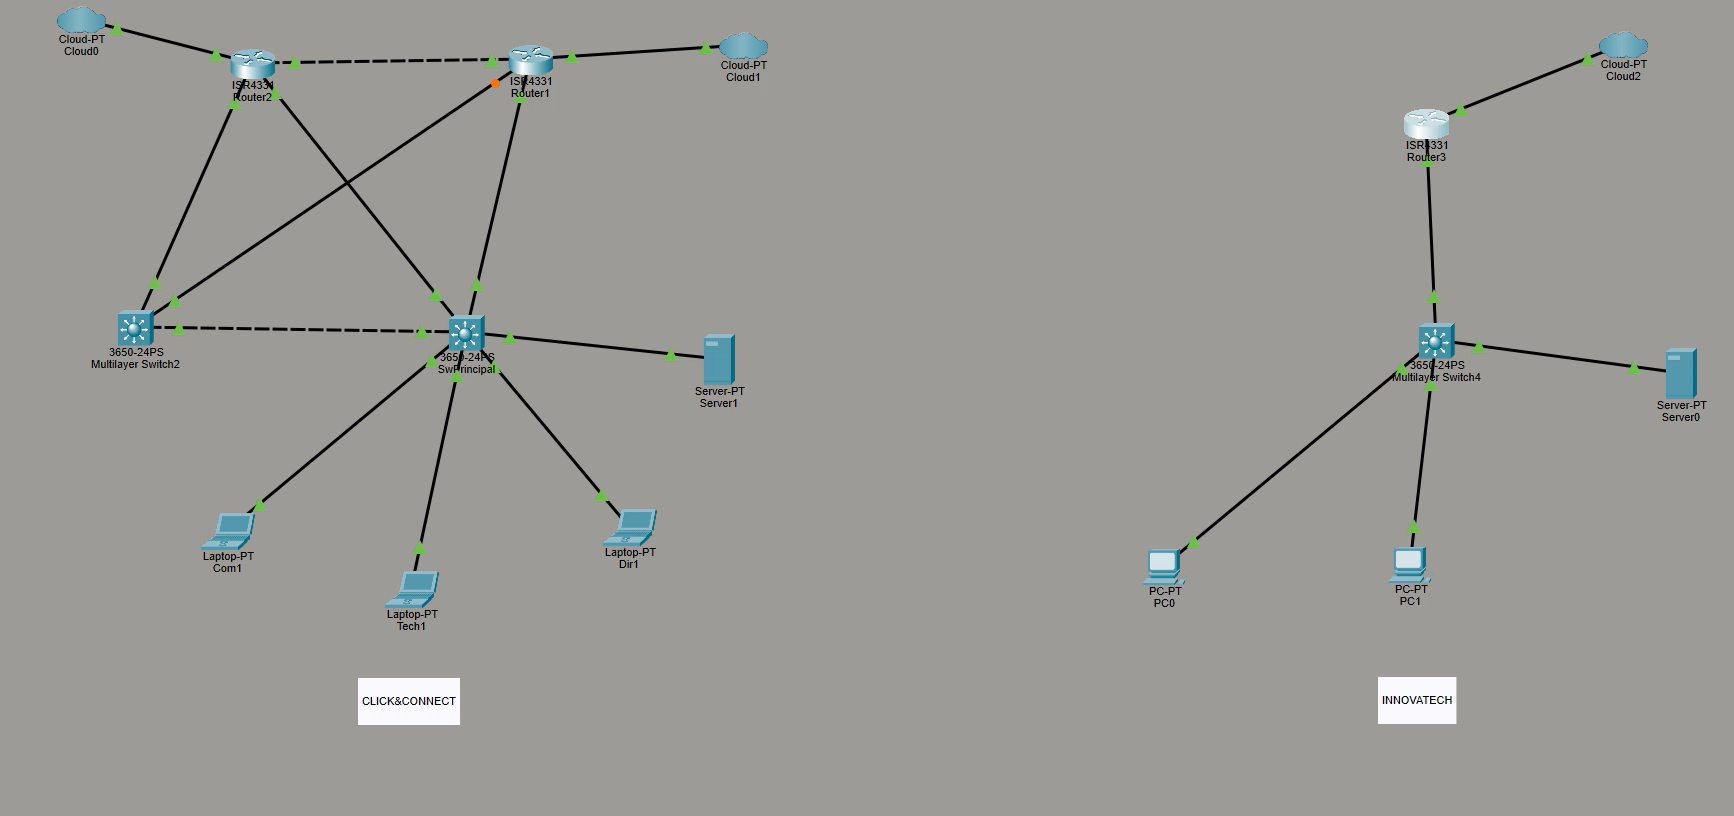 Cloud-PT
Cloud0
ISR4331
Router2
ISR4331
Router1
Cloud-PT
Cloud1
Cloud-PT
Cloud2
ISR4331
Router3
3650-24PS
Multilayer Switch2
3650-24PS
SwPrincipal
Server-PT
Server1
3650-24PS
Multilayer Switch4
Server-PT
Server0
Laptop-PT
Com1
Laptop-PT
Tech1
Laptop-PT
Dir1
PC-PT
PC0
PC-PT
PC1
CLICK&CONNECT
INNOVATECH